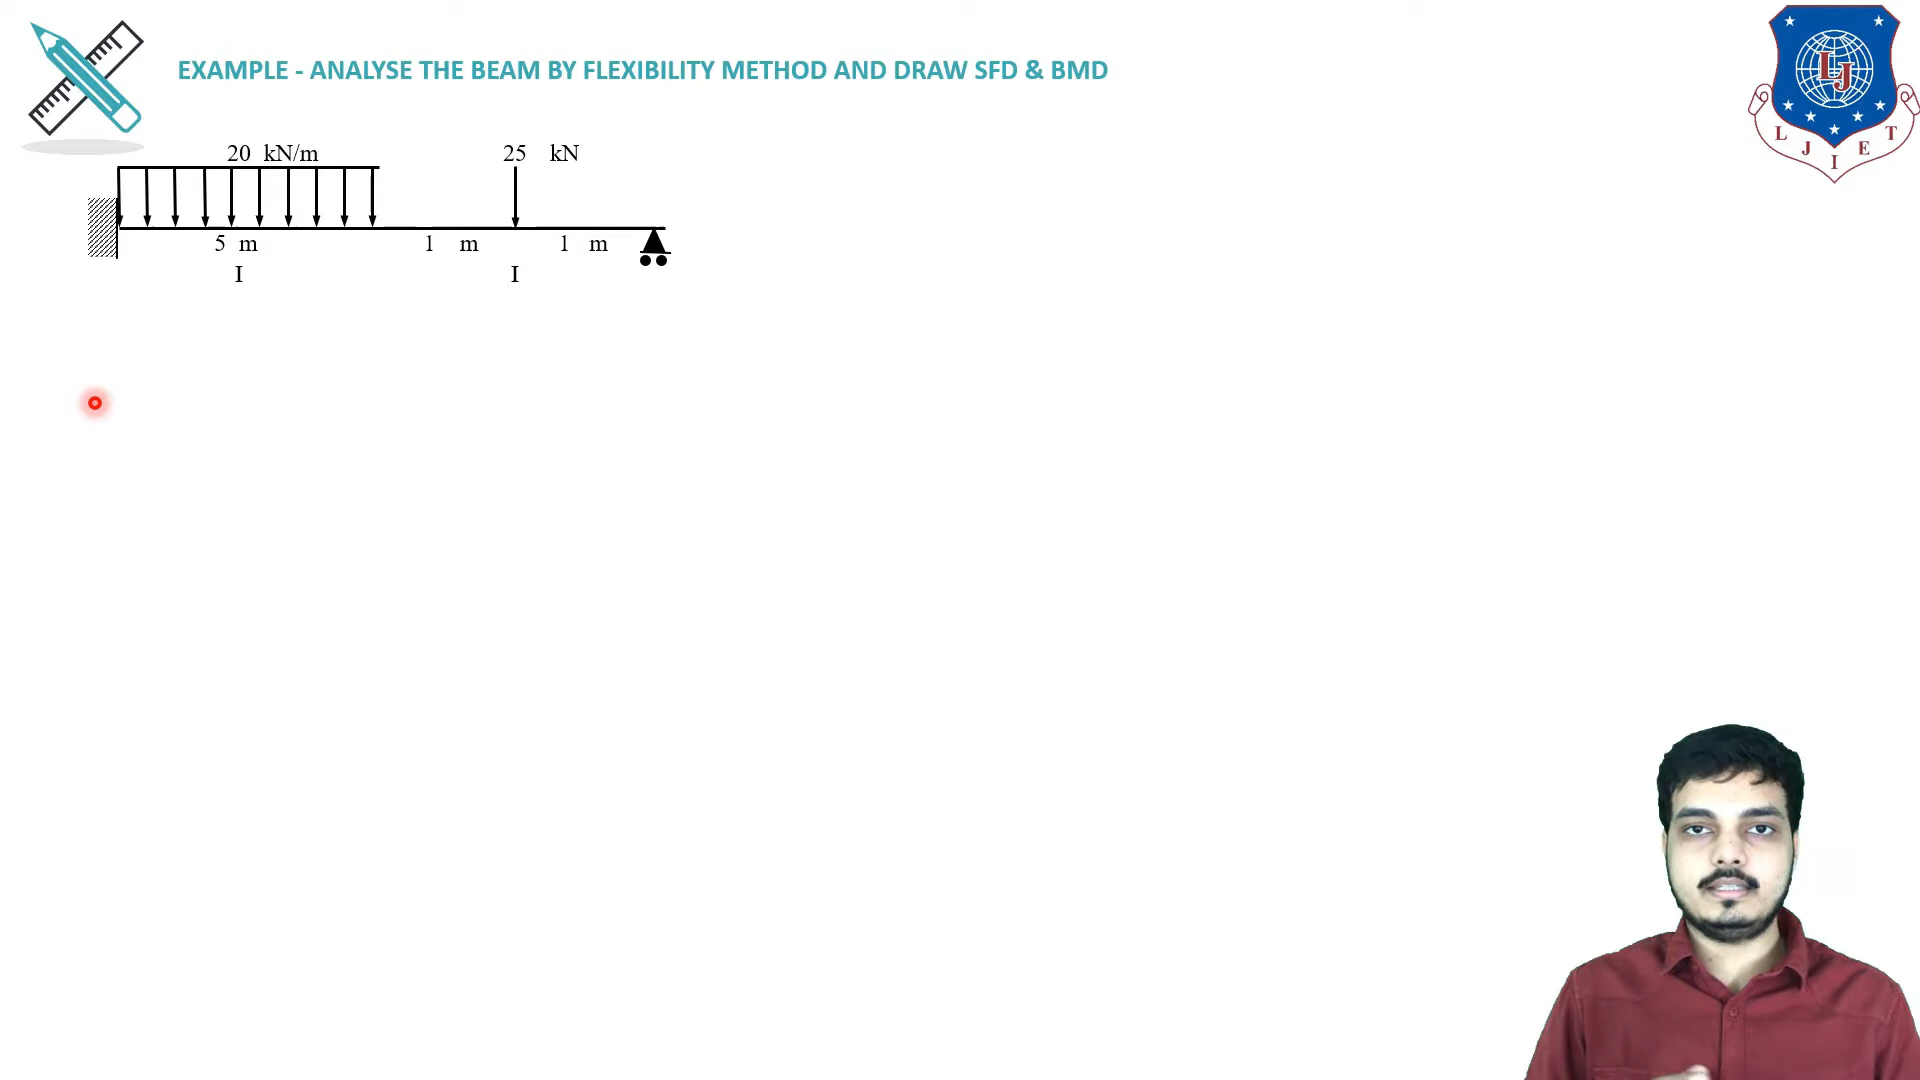 EXAMPLE - ANALYSE THE BEAM BY FLEXIBILITY METHOD AND DRAW SFD & BMD
LJ
L J I E T
20 kN/m 25 kN
5 m 1 m 1 m
I I